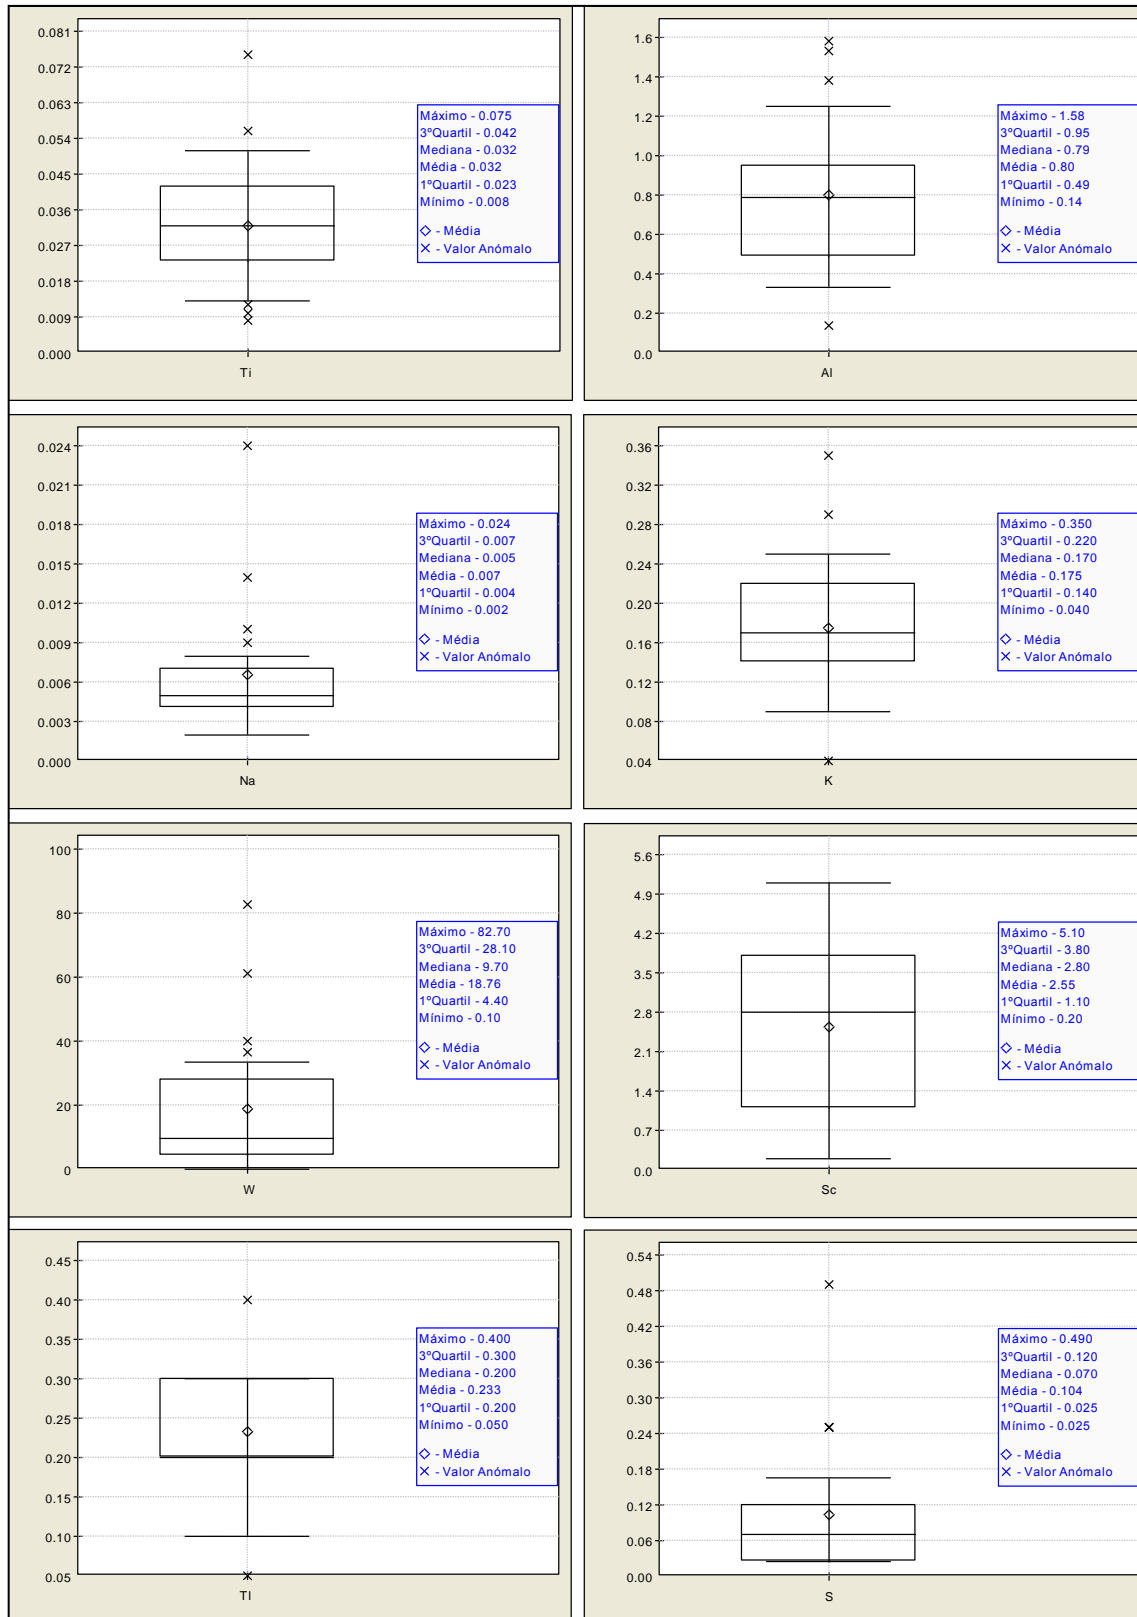 0.081
0.072
0.063
0.054
0.045
0.036
0.027
0.018
0.009
0.000
Ti
Máximo - 0.075
3ºQuartil - 0.042
Mediana - 0.032
Média - 0.032
1ºQuartil - 0.023
Mínimo - 0.008
- Média
- Valor Anómalo
1.6
1.4
1.2
1.0
0.8
0.6
0.4
0.2
0.0
Al
Máximo - 1.58
3ºQuartil - 0.95
Mediana - 0.79
Média - 0.80
1ºQuartil - 0.49
Mínimo - 0.14
- Média
- Valor Anómalo
0.024
0.021
0.018
0.015
0.012
0.009
0.006
0.003
0.000
Na
Máximo - 0.024
3ºQuartil - 0.007
Mediana - 0.005
Média - 0.007
1ºQuartil - 0.004
Mínimo - 0.002
- Média
- Valor Anómalo
0.36
0.32
0.28
0.24
0.20
0.16
0.12
0.08
0.04
K
Máximo - 0.350
3ºQuartil - 0.220
Mediana - 0.170
Média - 0.175
1ºQuartil - 0.140
Mínimo - 0.040
- Média
- Valor Anómalo
100
80
60
40
20
0
W
Máximo - 82.70
3ºQuartil - 28.10
Mediana - 9.70
Média - 18.76
1ºQuartil - 4.40
Mínimo - 0.10
- Média
- Valor Anómalo
5.6
4.9
4.2
3.5
2.8
2.1
1.4
0.7
0.0
Sc
Máximo - 5.10
3ºQuartil - 3.80
Mediana - 2.80
Média - 2.55
1ºQuartil - 1.10
Mínimo - 0.20
- Média
- Valor Anómalo
0.45
0.40
0.35
0.30
0.25
0.20
0.15
0.10
0.05
Tl
Máximo - 0.400
3ºQuartil - 0.300
Mediana - 0.200
Média - 0.233
1ºQuartil - 0.200
Mínimo - 0.050
- Média
- Valor Anómalo
0.54
0.48
0.42
0.36
0.30
0.24
0.18
0.12
0.06
0.00
S
Máximo - 0.490
3ºQuartil - 0.120
Mediana - 0.070
Média - 0.104
1ºQuartil - 0.025
Mínimo - 0.025
- Média
- Valor Anómalo